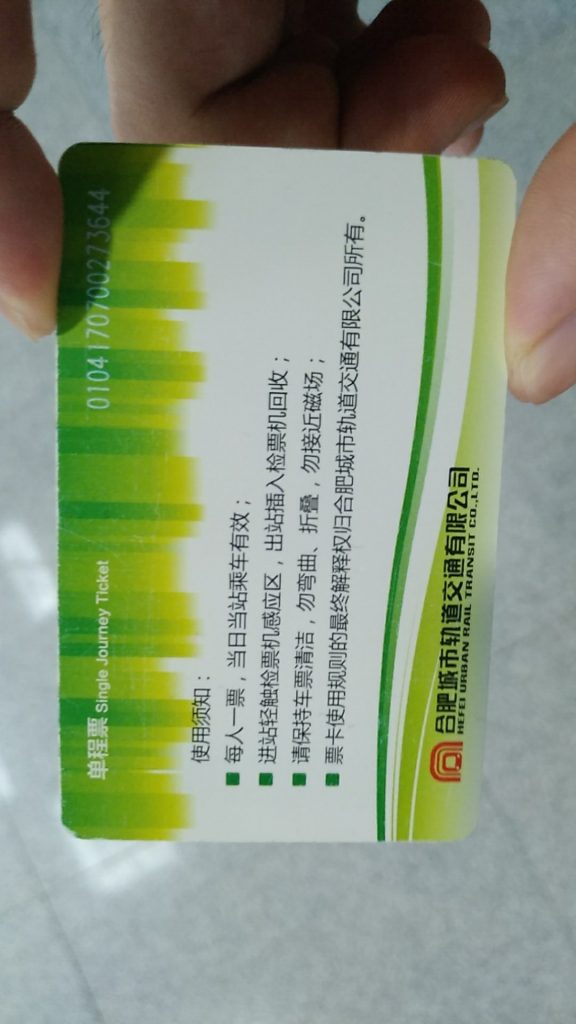 单程票 Single Journey Ticket 0104170700273644
使用须知：
每人一票，当日当站乘车有效；
进站轻触检票机感应区，出站插入检票机回收；
请保持车票清洁，勿弯曲、折叠，勿接近磁场；
票卡使用规则的最终解释权归合肥城市轨道交通有限公司所有。
合肥城市轨道交通有限公司
HEFEI URBAN RAIL TRANSIT CO.,LTD.